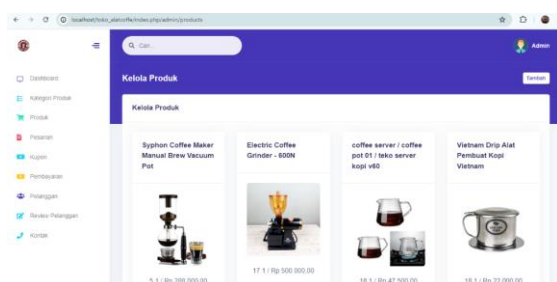 localhost/toko_alatcoffe/index.php/admin/products
Cari...
Admin
Dashboard
Kategori Produk
Produk
Pesanan
Kupon
Pembayaran
Pelanggan
Review Pelanggan
Kontak
Kelola Produk
Tambah
Kelola Produk
Syphon Coffee Maker
Manual Brew Vacuum
Pot
Electric Coffee
Grinder - 600N
coffee server / coffee
pot 01 / teko server
kopi v60
Vietnam Drip Alat
Pembuat Kopi
Vietnam
17 1 / Rp 500.000,00